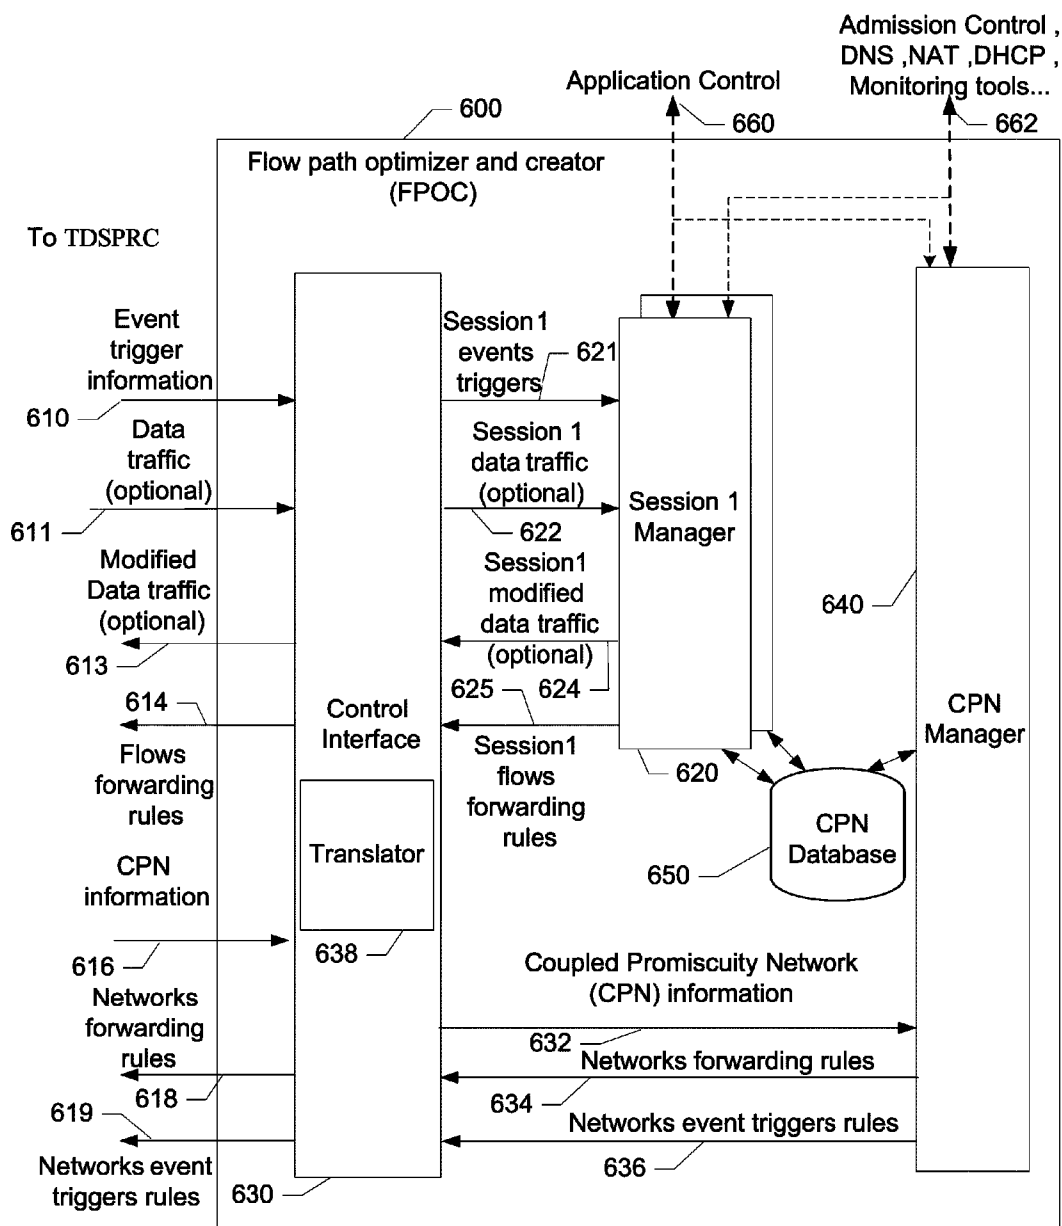 Admission Control ,
DNS ,NAT ,DHCP ,
Monitoring tools...
Application Control
600
660
662
Flow path optimizer and creator
(FPOC)
To TDSPRC
Event
trigger
information
610
Session1
events
triggers
621
Data
traffic
(optional)
611
Session 1
data traffic
(optional)
622
Session 1
Manager
Modified
Data traffic
(optional)
613
Session1
modified
data traffic
(optional)
624
640
614
625
Control
Interface
CPN
Manager
Flows
forwarding
rules
Session1
flows
forwarding
rules
620
CPN
Database
650
Translator
638
CPN
information
616
Coupled Promiscuity Network
(CPN) information
632
Networks
forwarding
rules
618
Networks forwarding rules
634
619
Networks event triggers rules
636
Networks event
triggers rules
630